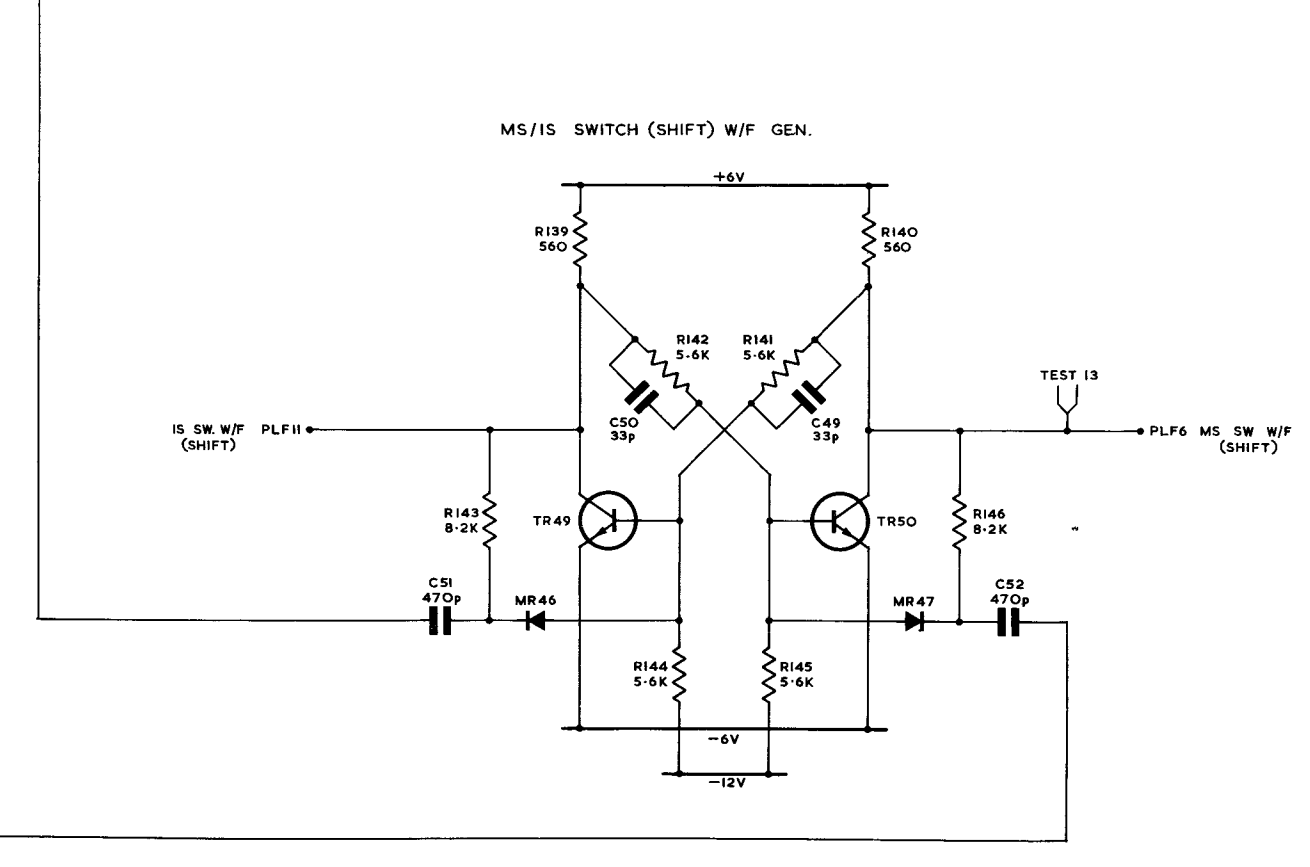 MS/IS SWITCH (SHIFT) W/F GEN.
+6V
R139
560
R140
560
R142
5.6K
R141
5.6K
C50
33p
C49
33p
TEST 13
IS SW. W/F PLF11
(SHIFT)
PLF6 MS SW W/F
(SHIFT)
R143
8.2K
TR49
TR50
R146
8.2K
C51
470p
MR46
MR47
C52
470p
R144
5.6K
R145
5.6K
-6V
-12V